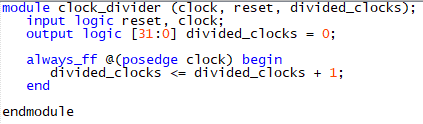 module clock_divider (clock, reset, divided_clocks);
   input logic reset, clock;
   output logic [31:0] divided_clocks = 0;
   always_ff @(posedge clock) begin
      divided_clocks <= divided_clocks + 1;
   end
endmodule